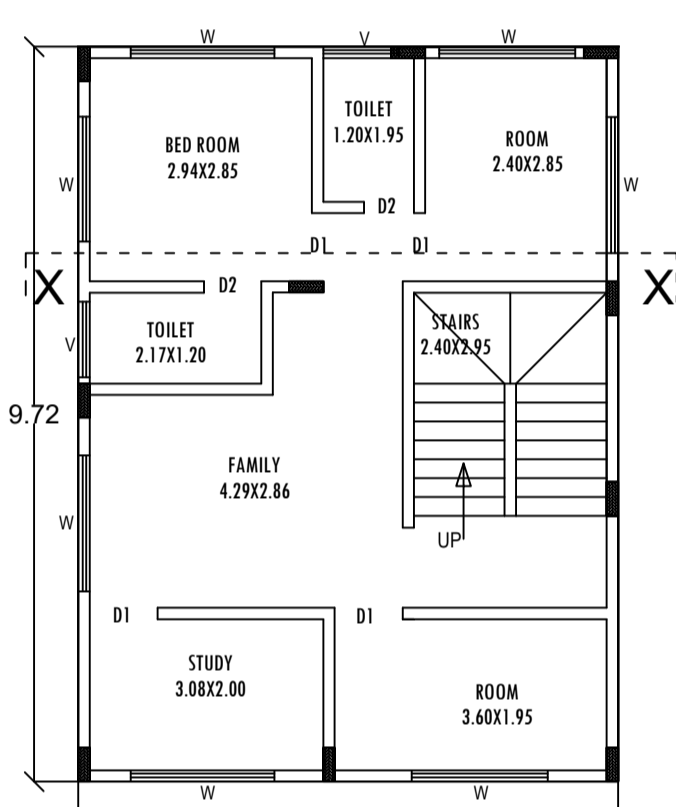 W V W
TOILET
1.20X1.95
BED ROOM
2.94X2.85
ROOM
2.40X2.85
W W
D2
D1 D1
X X
D2
STAIRS
2.40X2.95
TOILET
2.17X1.20
V
9.72
FAMILY
4.29X2.86
W
UP
D1 D1
STUDY
3.08X2.00
ROOM
3.60X1.95
W W